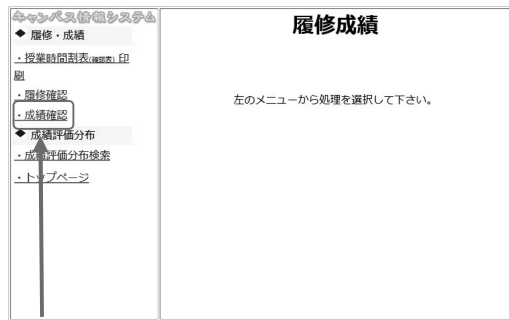 キャンパス情報システム
◆ 履修・成績
・授業時間割表(確認表) 印
刷
・履修確認
・成績確認
◆ 成績評価分布
・成績評価分布検索
・トップページ
履修成績
左のメニューから処理を選択して下さい。